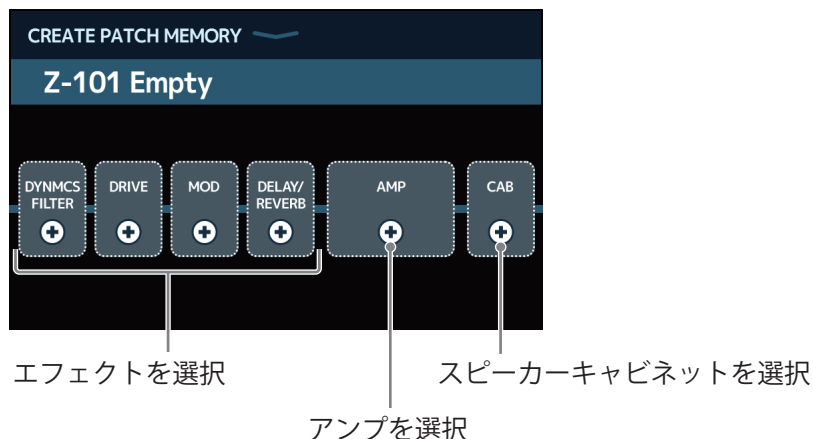 CREATE PATCH MEMORY
Z-101 Empty
DYNMCS
FILTER
DRIVE
MOD
DELAY/
REVERB
AMP
CAB
エフェクトを選択
スピーカーキャビネットを選択
アンプを選択